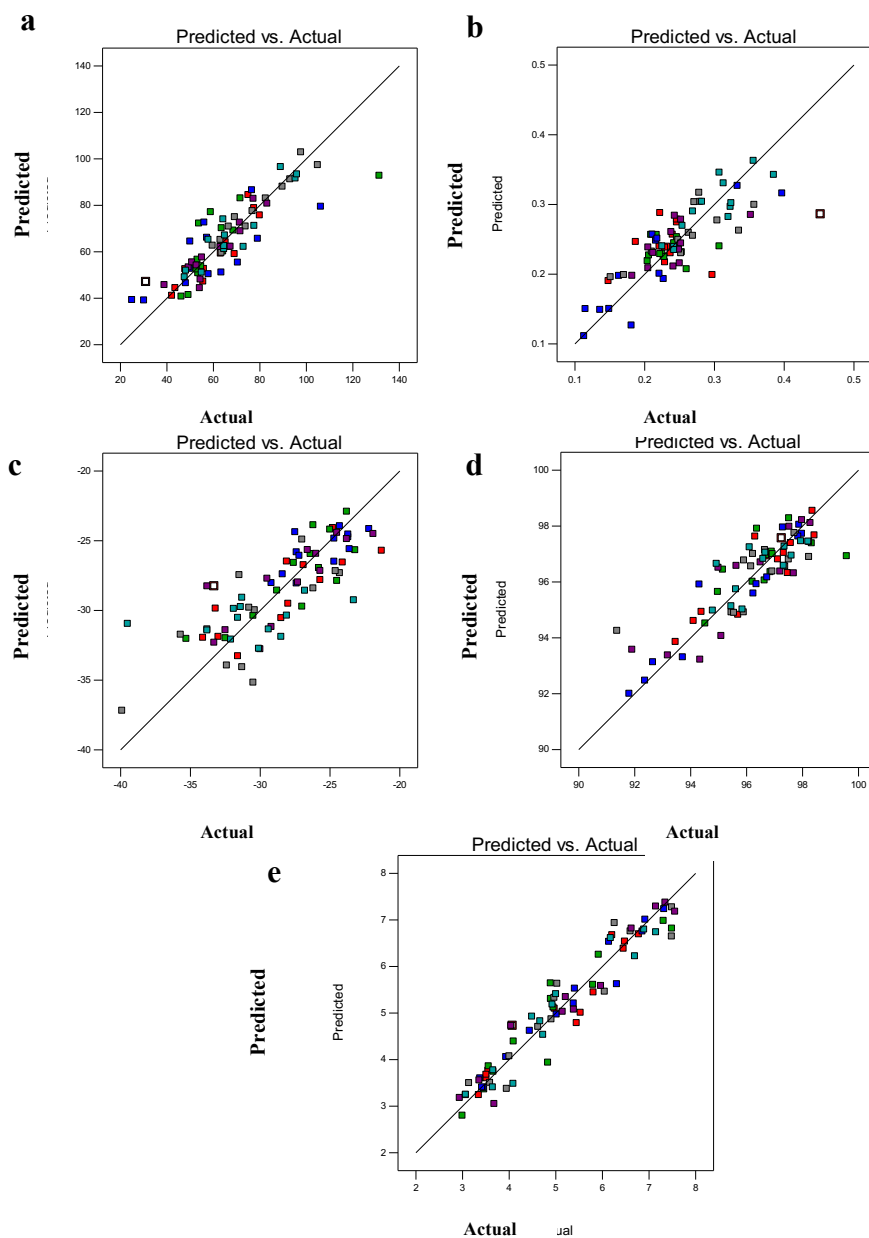 a
Predicted vs. Actual
140
120
100
80
60
40
20
20 40 60 80 100 120 140
Predicted
Actual
b
Predicted vs. Actual
0.5
0.4
0.3
0.2
0.1
0.1 0.2 0.3 0.4 0.5
Predicted
Predicted
Actual
c
Predicted vs. Actual
-20
-25
-30
-35
-40
-40 -35 -30 -25 -20
Predicted
Actual
d
Predicted vs. Actual
100
98
96
94
92
90
90 92 94 96 98 100
Predicted
Predicted
Actual
e
Predicted vs. Actual
8
7
6
5
4
3
2
2 3 4 5 6 7 8
Predicted
Predicted
Actual ual